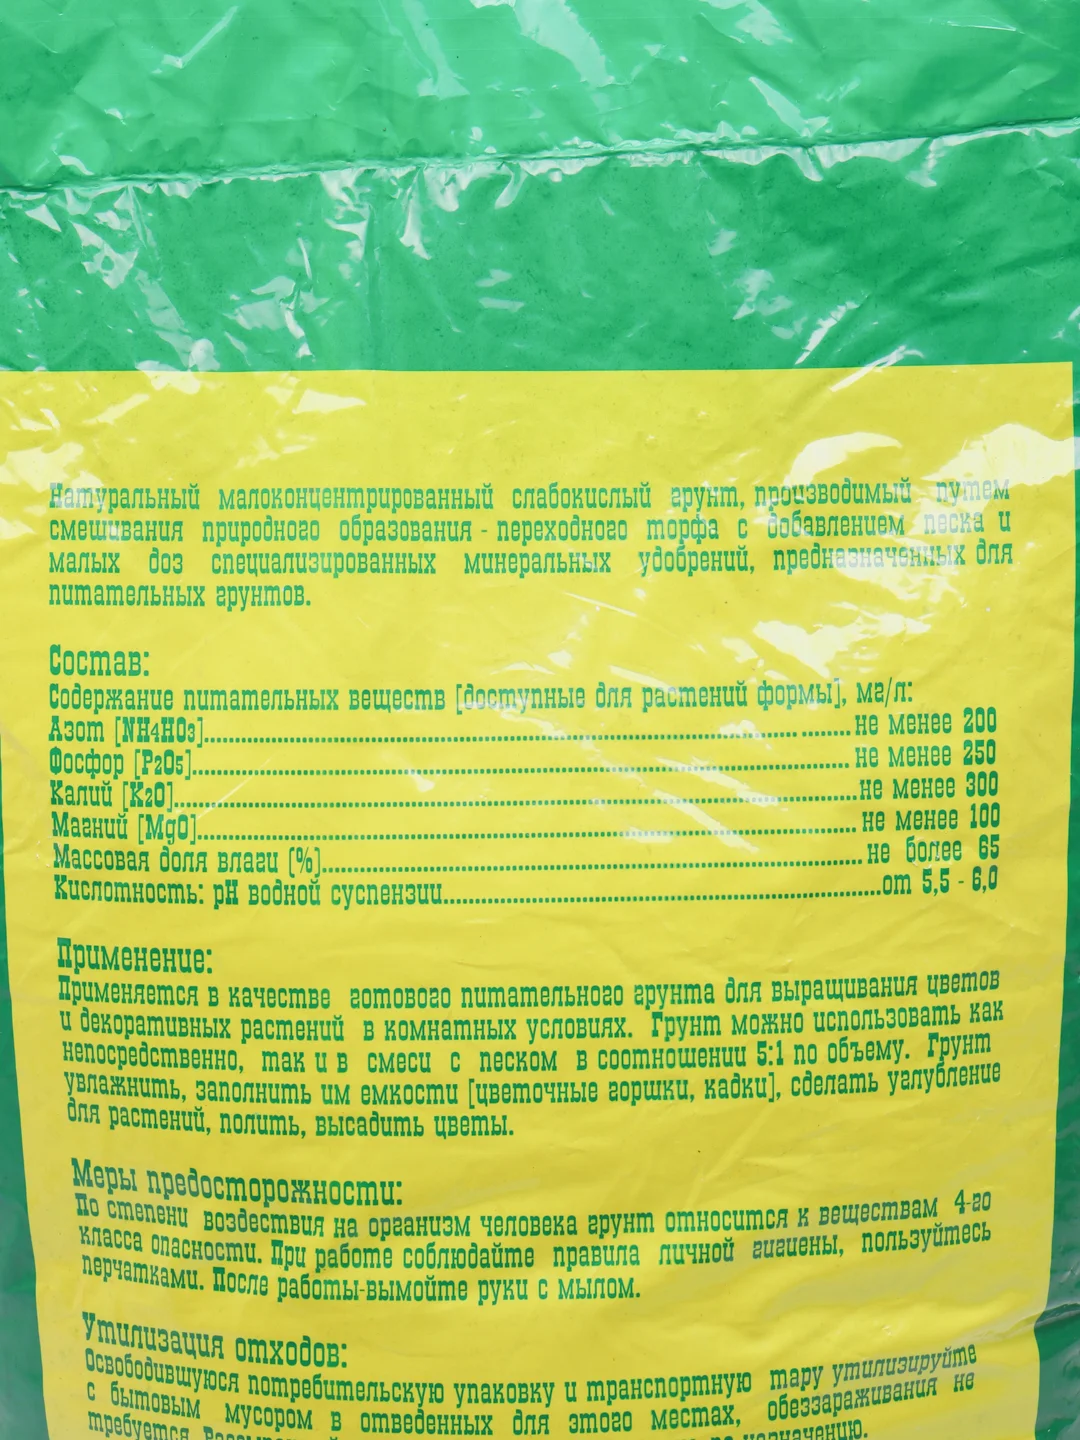 Натуральный малоконцентрированный слабокислый грунт, производимый путем
смешивания природного образования - переходного торфа с добавлением песка и
малых доз специализированных минеральных удобрений, предназначенных для
питательных грунтов.
Состав:
Содержание питательных веществ [доступные для растений формы], мг/л:
Азот [NH4HO3]........................................................................ не менее 200
Фосфор [P2O5]........................................................................ не менее 250
Калий [K2O]........................................................................не менее 300
Магний [MgO]........................................................................ не менее 100
Массовая доля влаги [%]........................................................................ не более 65
Кислотность: pH водной суспензии........................................................................от 5,5 - 6,0
Применение:
Применяется в качестве готового питательного грунта для выращивания цветов
и декоративных растений в комнатных условиях. Грунт можно использовать как
непосредственно, так и в смеси с песком в соотношении 5:1 по объему. Грунт
увлажнить, заполнить им емкости [цветочные горшки, кадки], сделать углубление
для растений, полить, высадить цветы.
Меры предосторожности:
По степени воздествия на организм человека грунт относится к веществам 4-го
класса опасности. При работе соблюдайте правила личной гигиены, пользуйтесь
перчатками. После работы-вымойте руки с мылом.
Утилизация отходов:
Освободившуюся потребительскую упаковку и транспортную тару утилизируйте
с бытовым мусором в отведенных для этого местах, обеззараживания не
требуется. назначению.